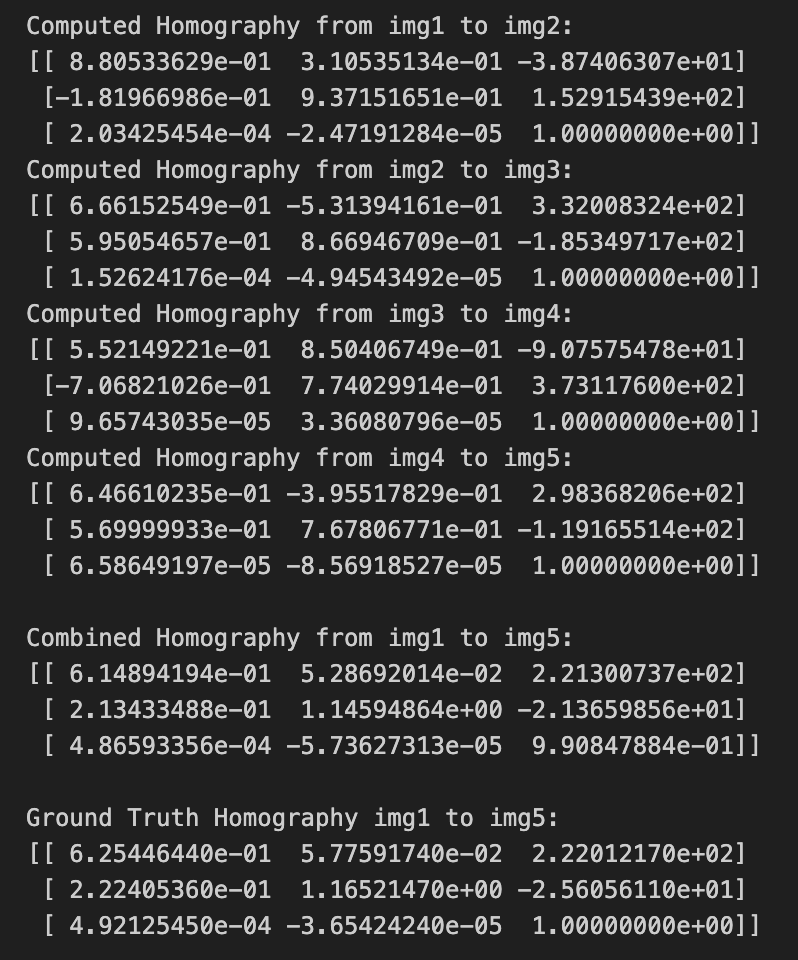 Computed Homography from img1 to img2:
[[ 8.80533629e-01  3.10535134e-01 -3.87406307e+01]
 [-1.81966986e-01  9.37151651e-01  1.52915439e+02]
 [ 2.03425454e-04 -2.47191284e-05  1.00000000e+00]]
Computed Homography from img2 to img3:
[[ 6.66152549e-01 -5.31394161e-01  3.32008324e+02]
 [ 5.95054657e-01  8.66946709e-01 -1.85349717e+02]
 [ 1.52624176e-04 -4.94543492e-05  1.00000000e+00]]
Computed Homography from img3 to img4:
[[ 5.52149221e-01  8.50406749e-01 -9.07575478e+01]
 [-7.06821026e-01  7.74029914e-01  3.73117600e+02]
 [ 9.65743035e-05  3.36080796e-05  1.00000000e+00]]
Computed Homography from img4 to img5:
[[ 6.46610235e-01 -3.95517829e-01  2.98368206e+02]
 [ 5.69999933e-01  7.67806771e-01 -1.19165514e+02]
 [ 6.58649197e-05 -8.56918527e-05  1.00000000e+00]]

Combined Homography from img1 to img5:
[[ 6.14894194e-01  5.28692014e-02  2.21300737e+02]
 [ 2.13433488e-01  1.14594864e+00 -2.13659856e+01]
 [ 4.86593356e-04 -5.73627313e-05  9.90847884e-01]]

Ground Truth Homography img1 to img5:
[[ 6.25446440e-01  5.77591740e-02  2.22012170e+02]
 [ 2.22405360e-01  1.16521470e+00 -2.56056110e+01]
 [ 4.92125450e-04 -3.65424240e-05  1.00000000e+00]]